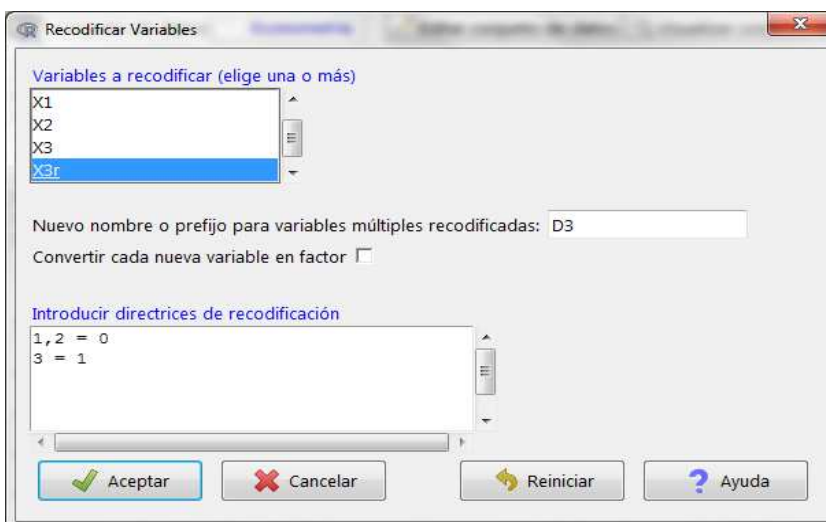 Recodificar Variables
Variables a recodificar (elige una o más)
X1
X2
X3
X3r
Nuevo nombre o prefijo para variables múltiples recodificadas: D3
Convertir cada nueva variable en factor
Introducir directrices de recodificación
1,2 = 0
3 = 1
Aceptar
Cancelar
Reiniciar
Ayuda